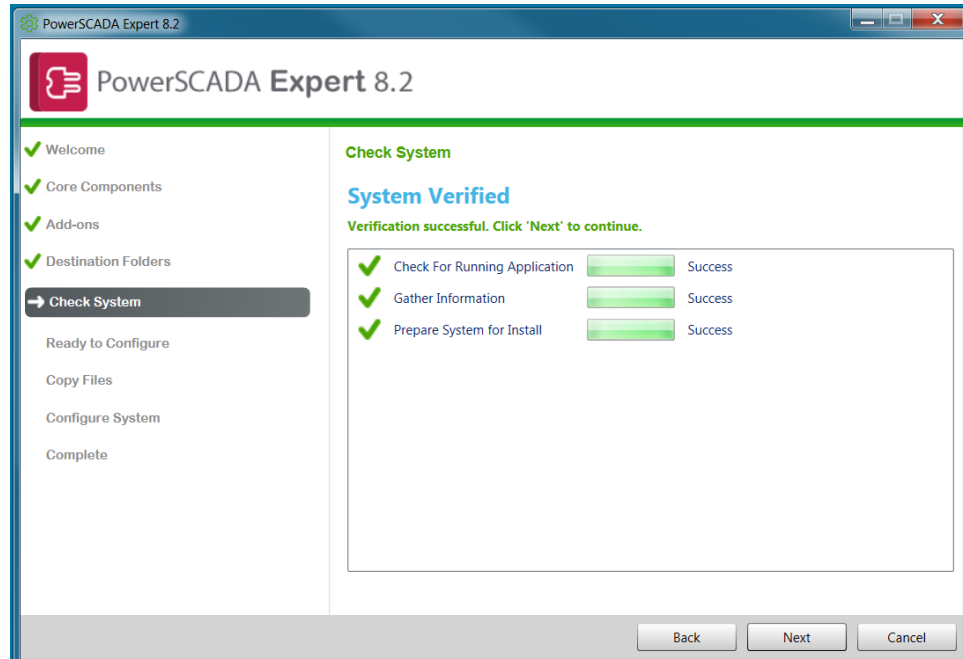 PowerSCADA Expert 8.2
PowerSCADA Expert 8.2
Welcome
Core Components
Add-ons
Destination Folders
Check System
Ready to Configure
Copy Files
Configure System
Complete
Check System
System Verified
Verification successful. Click 'Next' to continue.
Check For Running Application Success
Gather Information Success
Prepare System for Install Success
Back Next Cancel